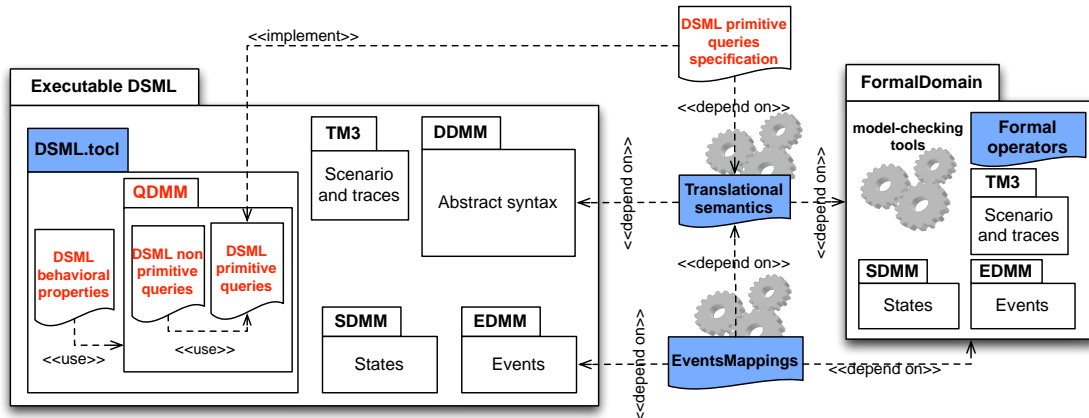 <<implement>>
DSML primitive
queries
specification
Executable DSML
FormalDomain
<<depend on>>
DSML.tocl
TM3
DDMM
model-checking
tools
Formal
operators
Scenario
and traces
Abstract syntax
<<depend on>>
Translational
semantics
<<depend on>>
QDMM
TM3
Scenario
and traces
DSML
behavioral
properties
DSML non
primitive
queries
DSML
primitive
queries
<<depend on>>
SDMM
EDMM
States
Events
SDMM
EDMM
States
Events
<<use>>
<<use>>
<<depend on>>
EventsMappings
<<depend on>>